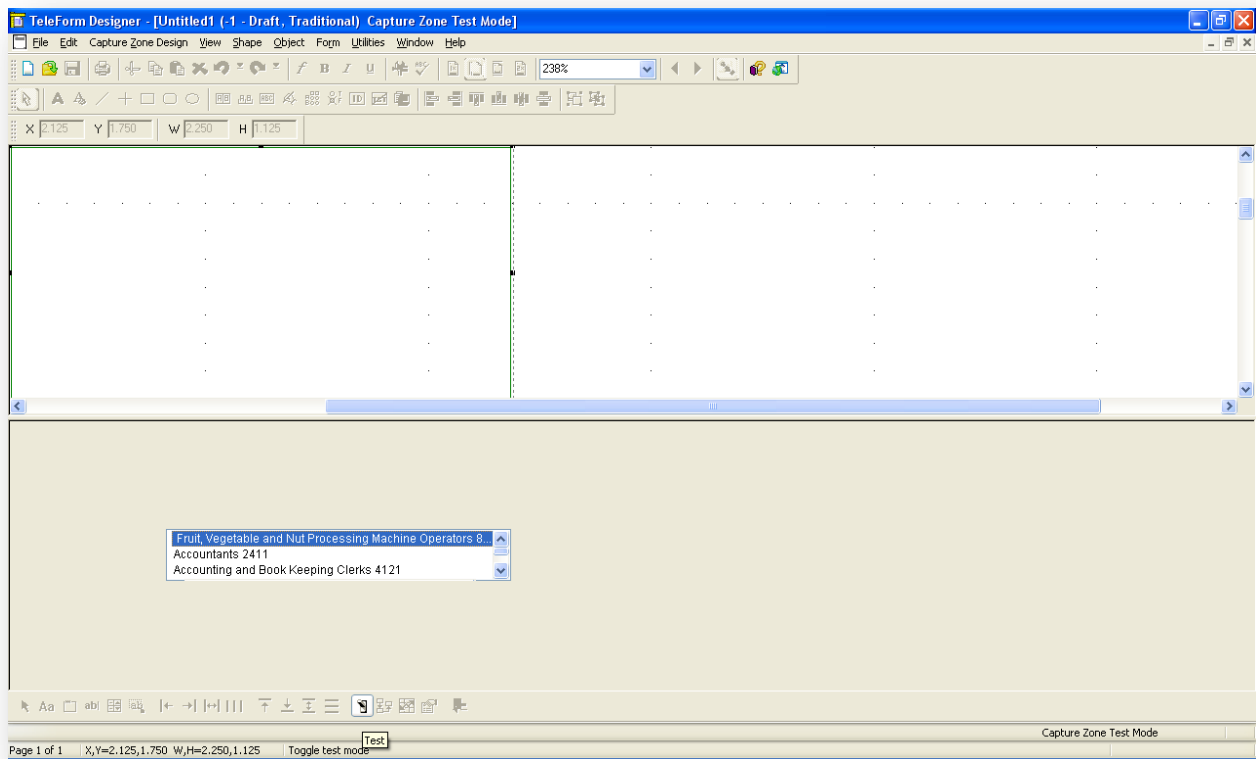 TeleForm Designer - [Untitled1 (-1 - Draft, Traditional)  Capture Zone Test Mode]
File Edit Capture Zone Design View Shape Object Form Utilities Window Help
f B I U ABC 238%
A ID
X 2.125 Y 1.750 W 2.250 H 1.125
Fruit, Vegetable and Nut Processing Machine Operators 8...
Accountants 2411
Accounting and Book Keeping Clerks 4121
Aa ab|
Test
Capture Zone Test Mode
Page 1 of 1 X,Y=2.125,1.750 W,H=2.250,1.125 Toggle test mode